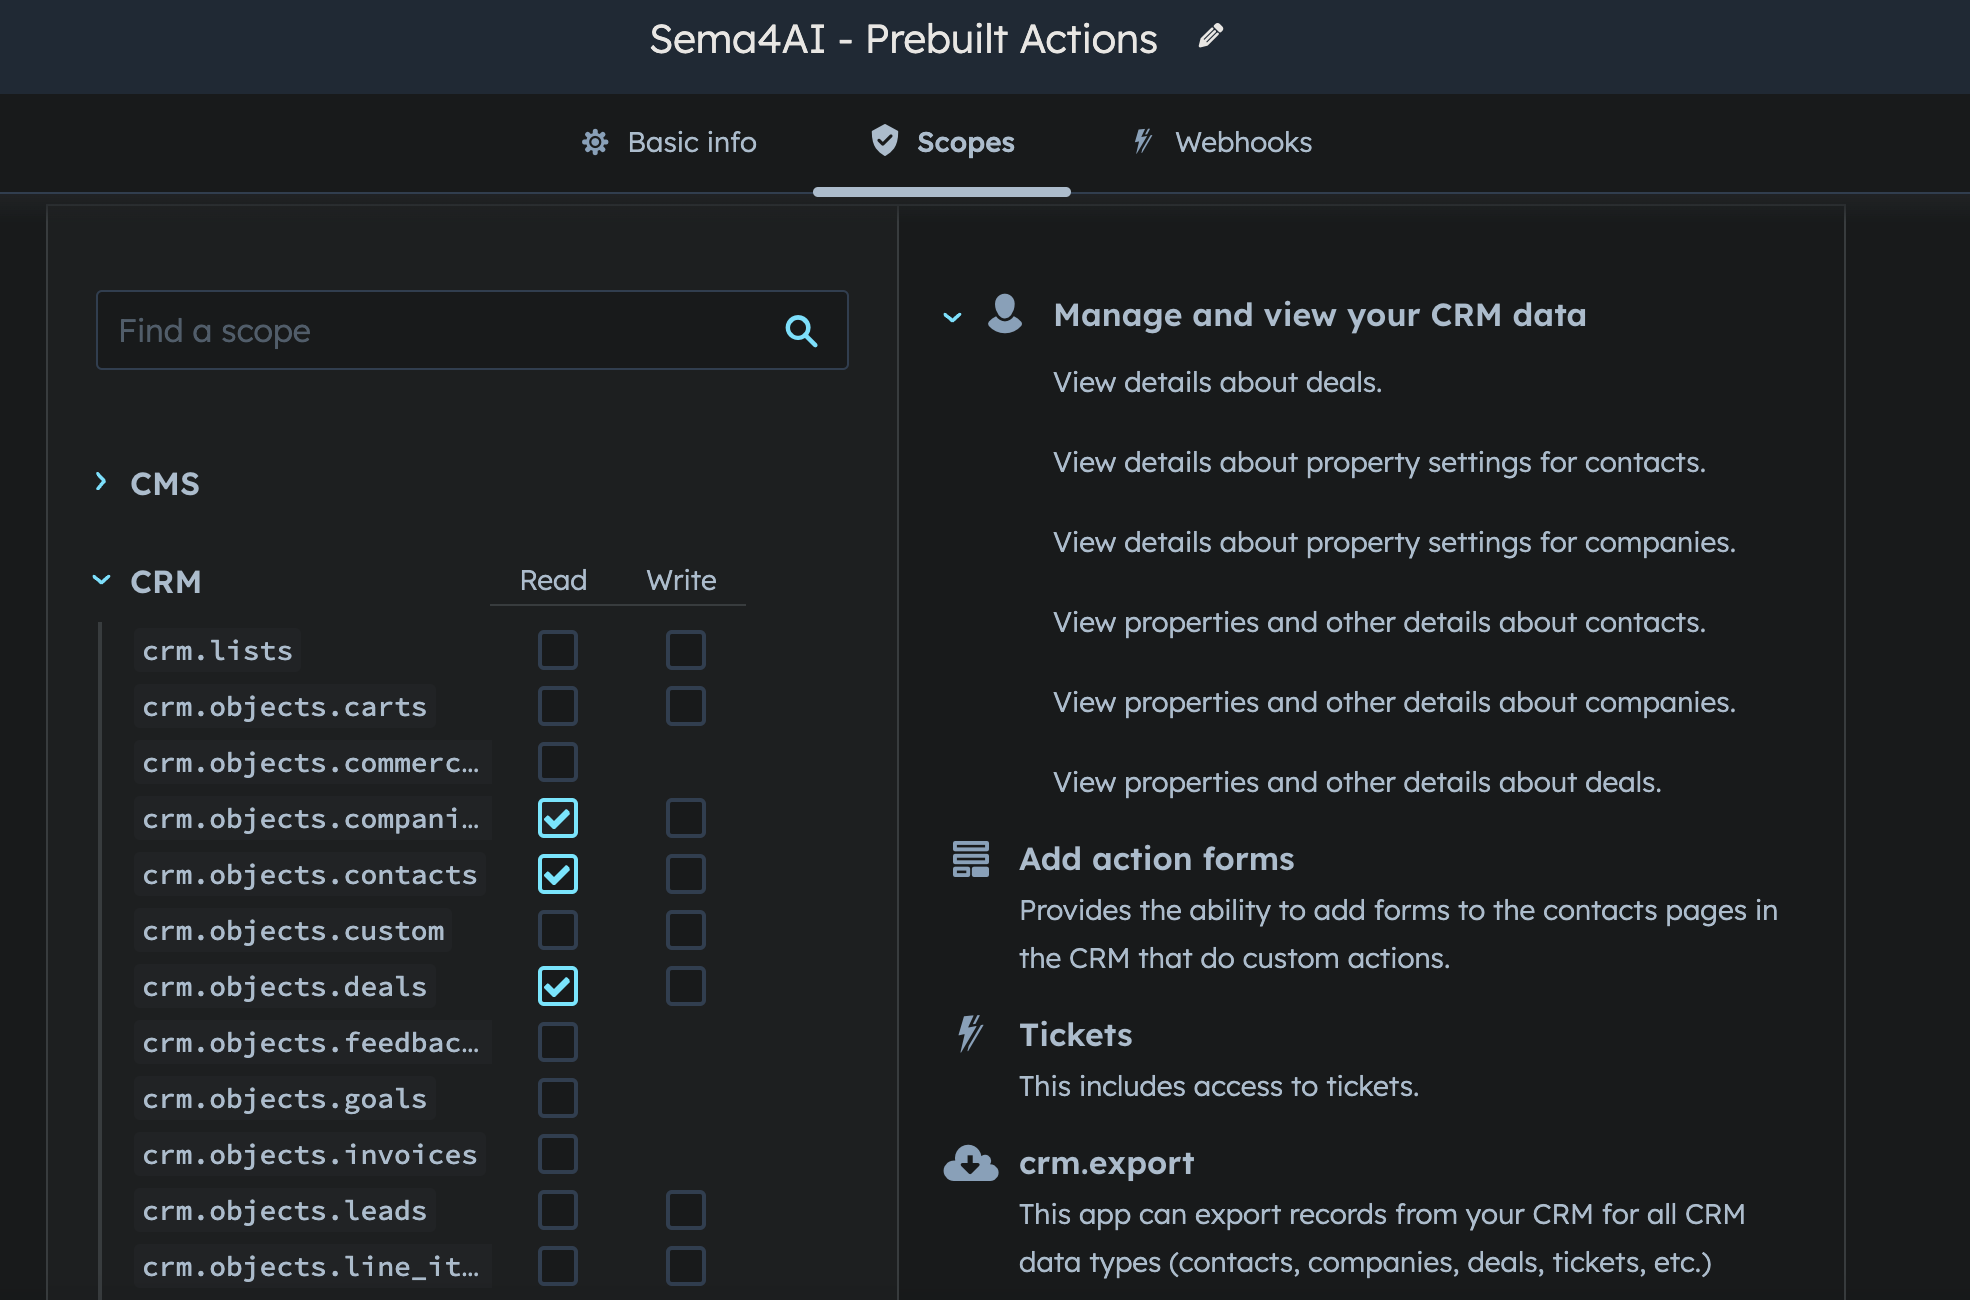 Sema4AI - Prebuilt Actions
Basic info
Scopes
Webhooks
Find a scope
CMS
CRM
Read
Write
crm.lists
crm.objects.carts
crm.objects.commerc...
crm.objects.compani...
crm.objects.contacts
crm.objects.custom
crm.objects.deals
crm.objects.feedbac...
crm.objects.goals
crm.objects.invoices
crm.objects.leads
crm.objects.line_it...
Manage and view your CRM data
View details about deals.
View details about property settings for contacts.
View details about property settings for companies.
View properties and other details about contacts.
View properties and other details about companies.
View properties and other details about deals.
Add action forms
Provides the ability to add forms to the contacts pages in
the CRM that do custom actions.
Tickets
This includes access to tickets.
crm.export
This app can export records from your CRM for all CRM
data types (contacts, companies, deals, tickets, etc.)